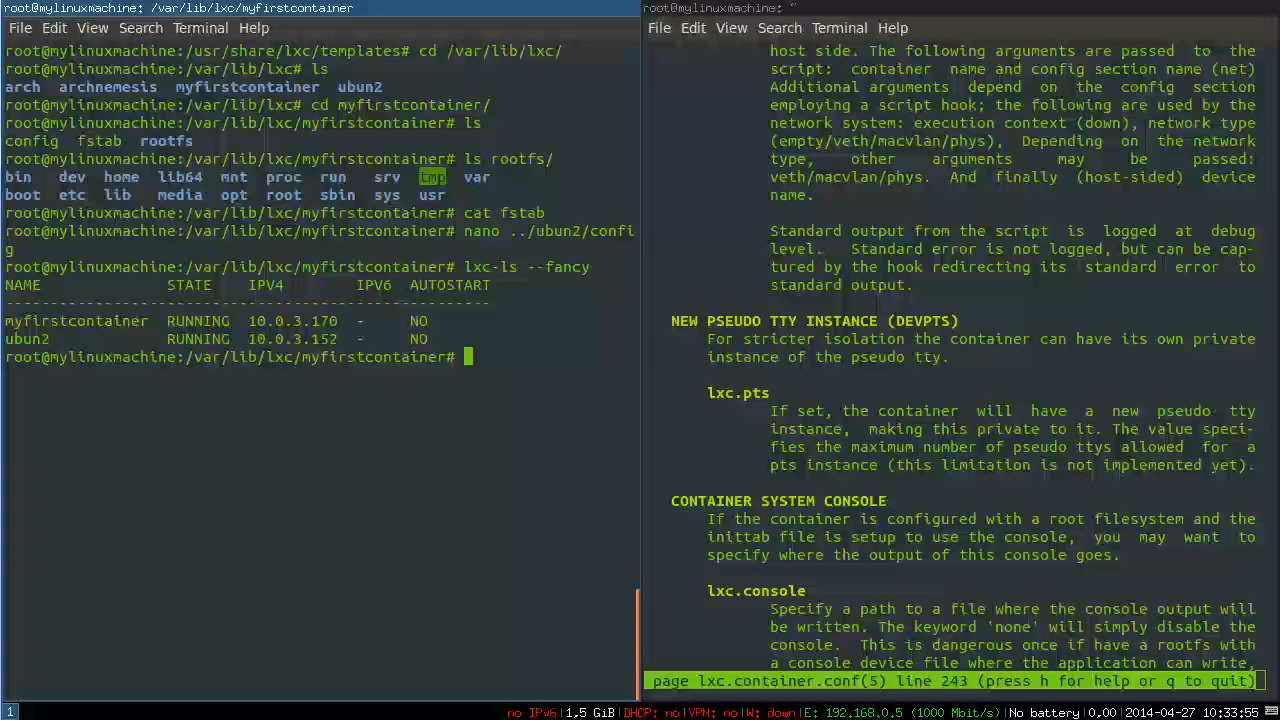 root@mylinuxmachine: /var/lib/lxc/myfirstcontainer
File Edit View Search Terminal Help
root@mylinuxmachine:/usr/share/lxc/templates# cd /var/lib/lxc/
root@mylinuxmachine:/var/lib/lxc# ls
arch  archnemesis  myfirstcontainer  ubun2
root@mylinuxmachine:/var/lib/lxc# cd myfirstcontainer/
root@mylinuxmachine:/var/lib/lxc/myfirstcontainer# ls
config  fstab  rootfs
root@mylinuxmachine:/var/lib/lxc/myfirstcontainer# ls rootfs/
bin   dev  home  lib64  mnt  proc  run   srv  tmp  var
boot  etc  lib   media  opt  root  sbin  sys  usr
root@mylinuxmachine:/var/lib/lxc/myfirstcontainer# cat fstab
root@mylinuxmachine:/var/lib/lxc/myfirstcontainer# nano ../ubun2/confi
g
root@mylinuxmachine:/var/lib/lxc/myfirstcontainer# lxc-ls --fancy
NAME              STATE    IPV4        IPV6  AUTOSTART
------------------------------------------------------
myfirstcontainer  RUNNING  10.0.3.170  -     NO
ubun2             RUNNING  10.0.3.152  -     NO
root@mylinuxmachine:/var/lib/lxc/myfirstcontainer#
root@mylinuxmachine: ~
File Edit View Search Terminal Help
host side. The following arguments are passed to the
script: container name and config section name (net)
Additional arguments depend on the config section
employing a script hook; the following are used by the
network system: execution context (down), network type
(empty/veth/macvlan/phys), Depending on the network
type, other arguments may be passed:
veth/macvlan/phys. And finally (host-sided) device
name.
Standard output from the script is logged at debug
level. Standard error is not logged, but can be cap-
tured by the hook redirecting its standard error to
standard output.
NEW PSEUDO TTY INSTANCE (DEVPTS)
For stricter isolation the container can have its own private
instance of the pseudo tty.
lxc.pts
If set, the container will have a new pseudo tty
instance, making this private to it. The value speci-
fies the maximum number of pseudo ttys allowed for a
pts instance (this limitation is not implemented yet).
CONTAINER SYSTEM CONSOLE
If the container is configured with a root filesystem and the
inittab file is setup to use the console, you may want to
specify where the output of this console goes.
lxc.console
Specify a path to a file where the console output will
be written. The keyword 'none' will simply disable the
console. This is dangerous once if have a rootfs with
a console device file where the application can write,
page lxc.container.conf(5) line 243 (press h for help or q to quit)
1
no IPv6|1,5 GiB|DHCP: no|VPN: no|W: down|E: 192.168.0.5 (1000 Mbit/s)|No battery|0.00|2014-04-27 10:33:55